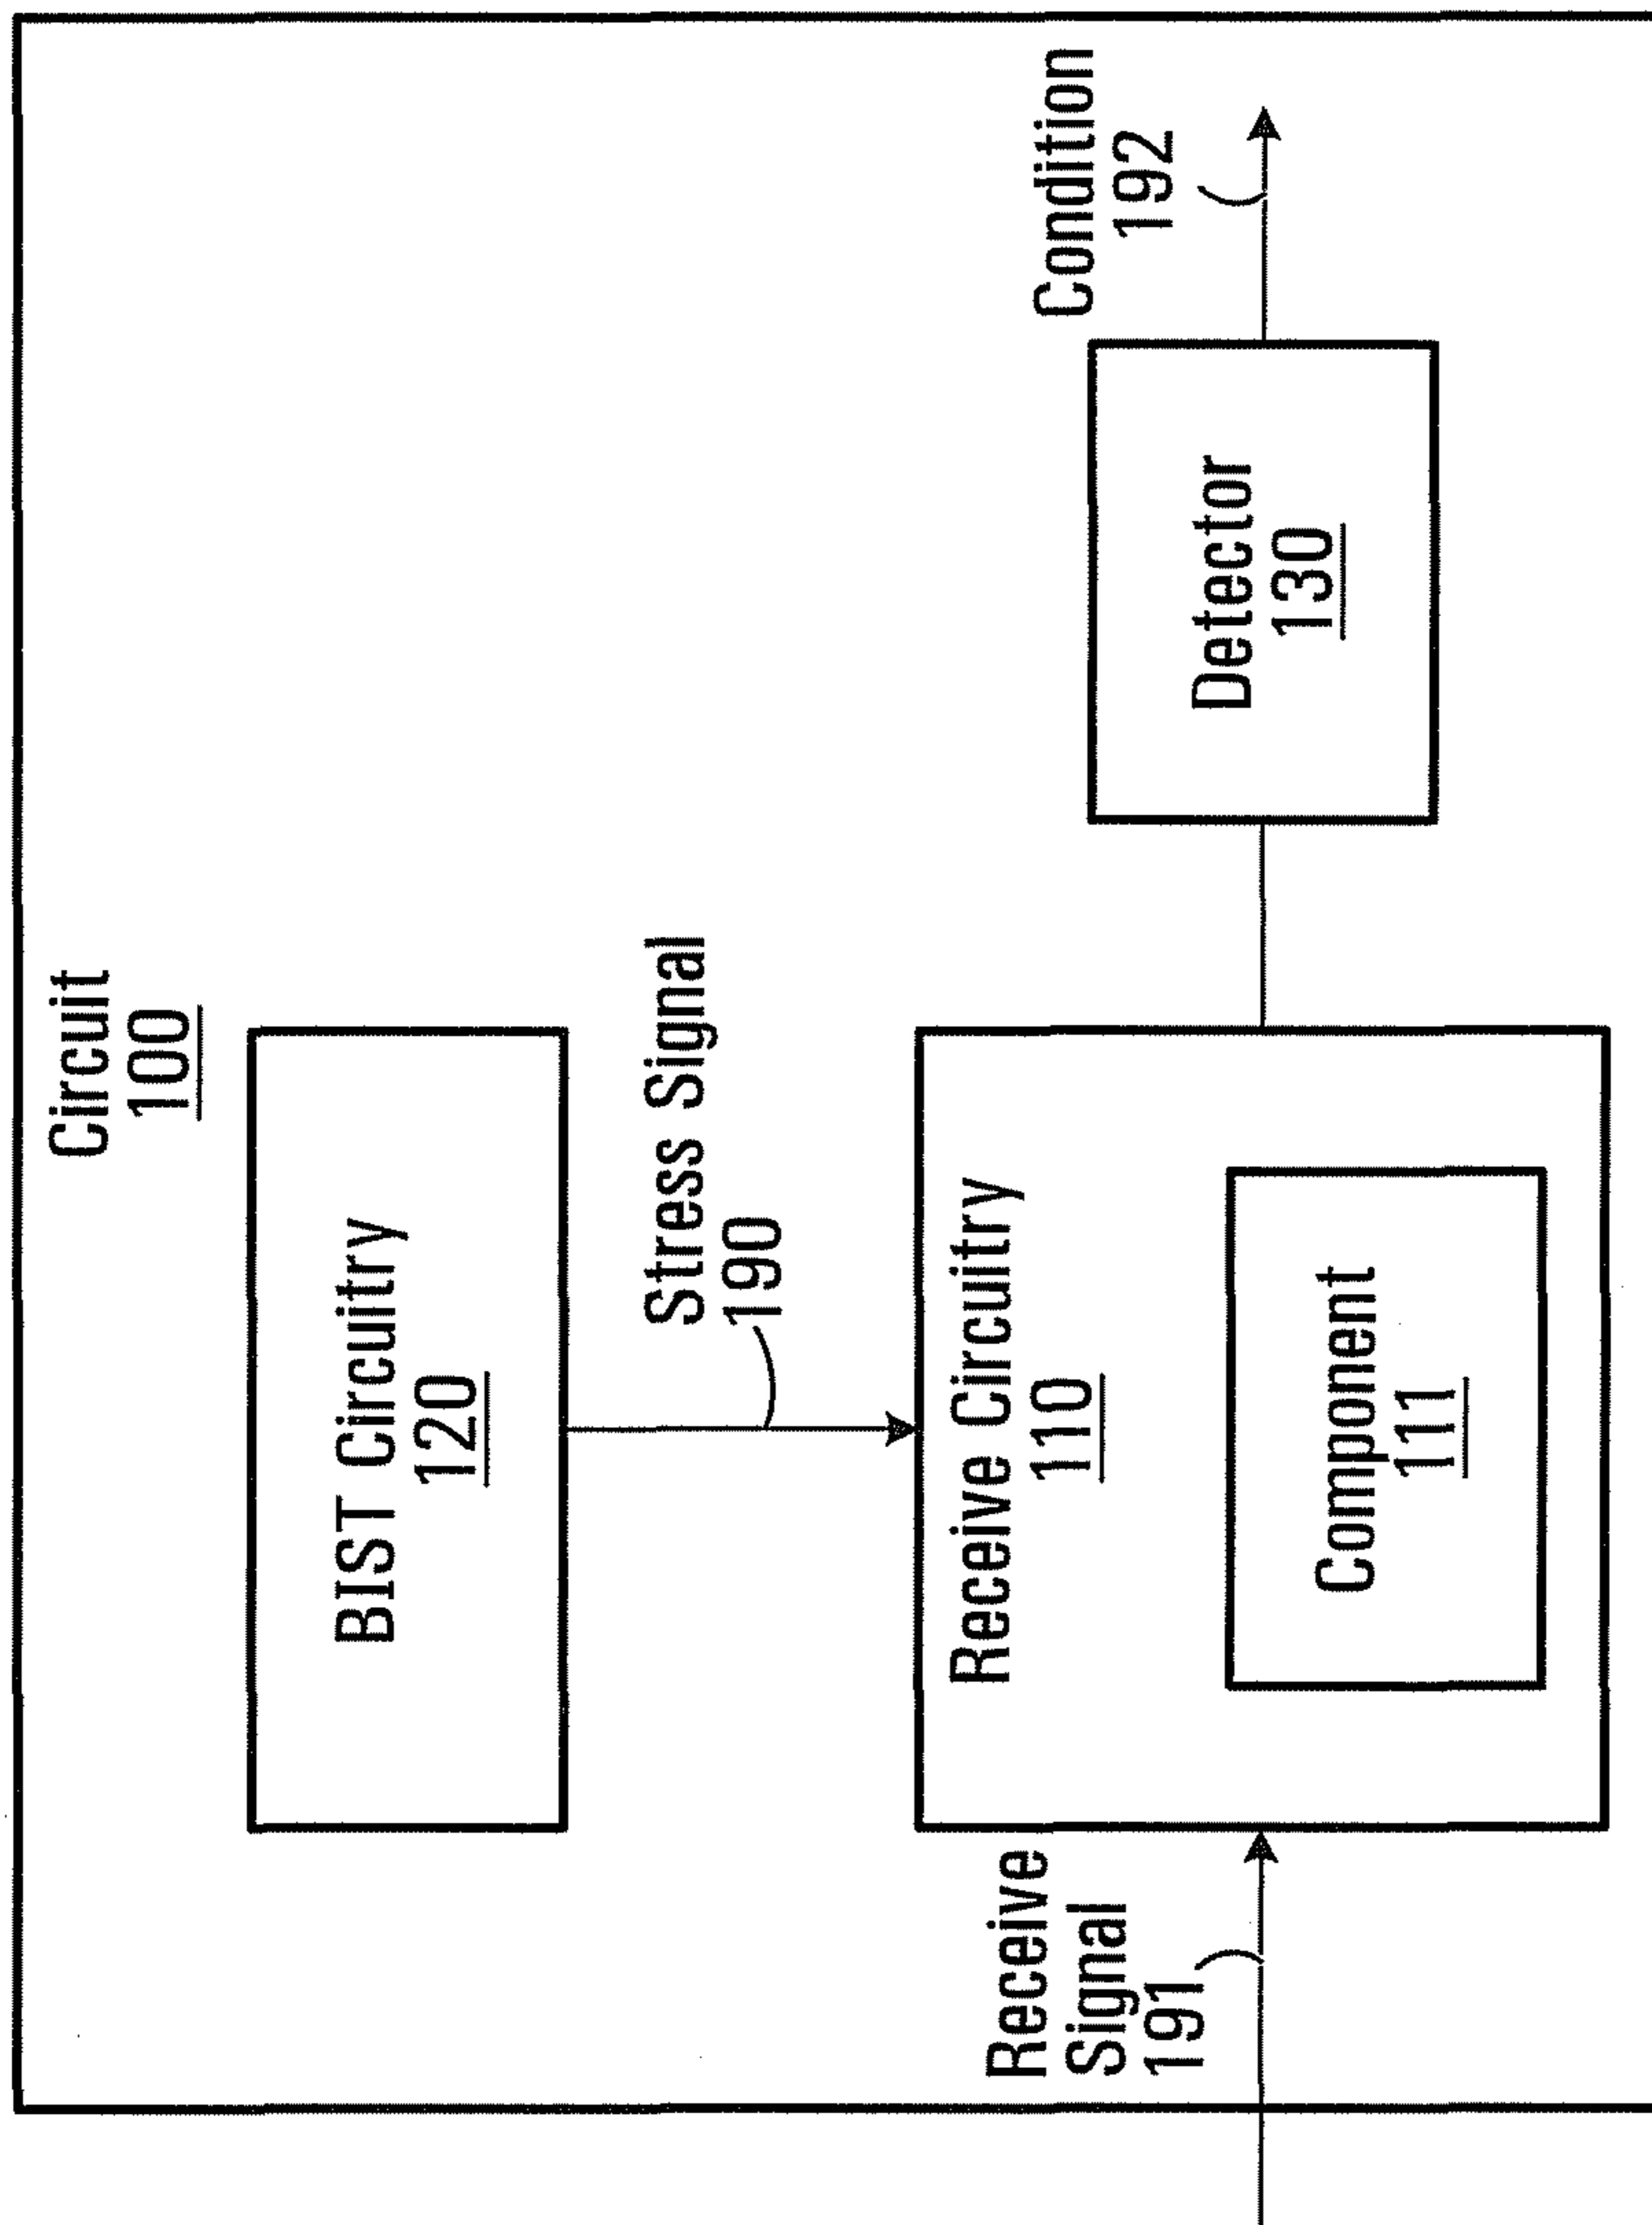 Circuit
100
BIST Circuitry
120
Stress Signal
190
Receive
Signal
191
Receive Circuitry
110
Component
111
Detector
130
Condition
192